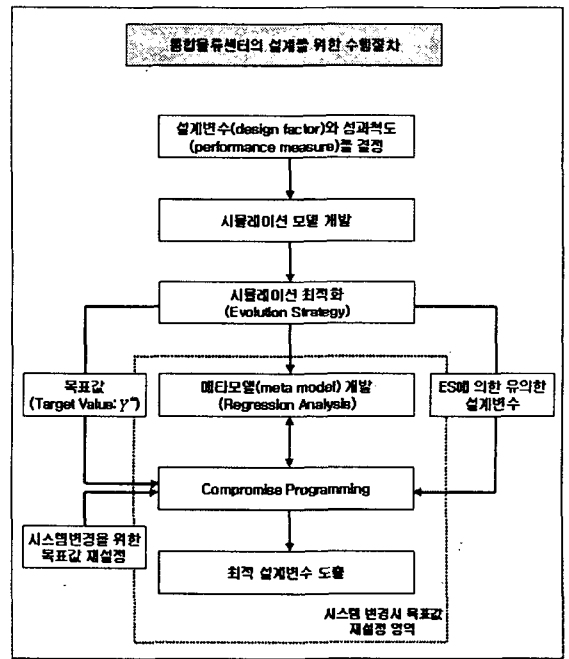 통합물류센터의 설계를 위한 수행절차
설계변수(design factor)와 성과척도
(performance measure)를 결정
시뮬레이션 모델 개발
시뮬레이션 최적화
(Evolution Strategy)
목표값
(Target Value: Y*)
메타모델(meta model) 개발
(Regression Analysis)
ES에 의한 유의한
설계변수
Compromise Programming
시스템변경을 위한
목표값 재설정
최적 설계변수 도출
시스템 변경시 목표값
재설정 영역